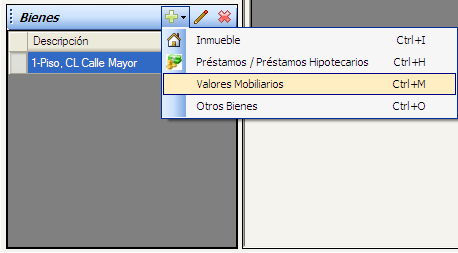 Bienes
Descripción
1-Piso, CL Calle Mayor
Inmueble Ctrl+I
Préstamos / Préstamos Hipotecarios Ctrl+H
Valores Mobiliarios Ctrl+M
Otros Bienes Ctrl+O